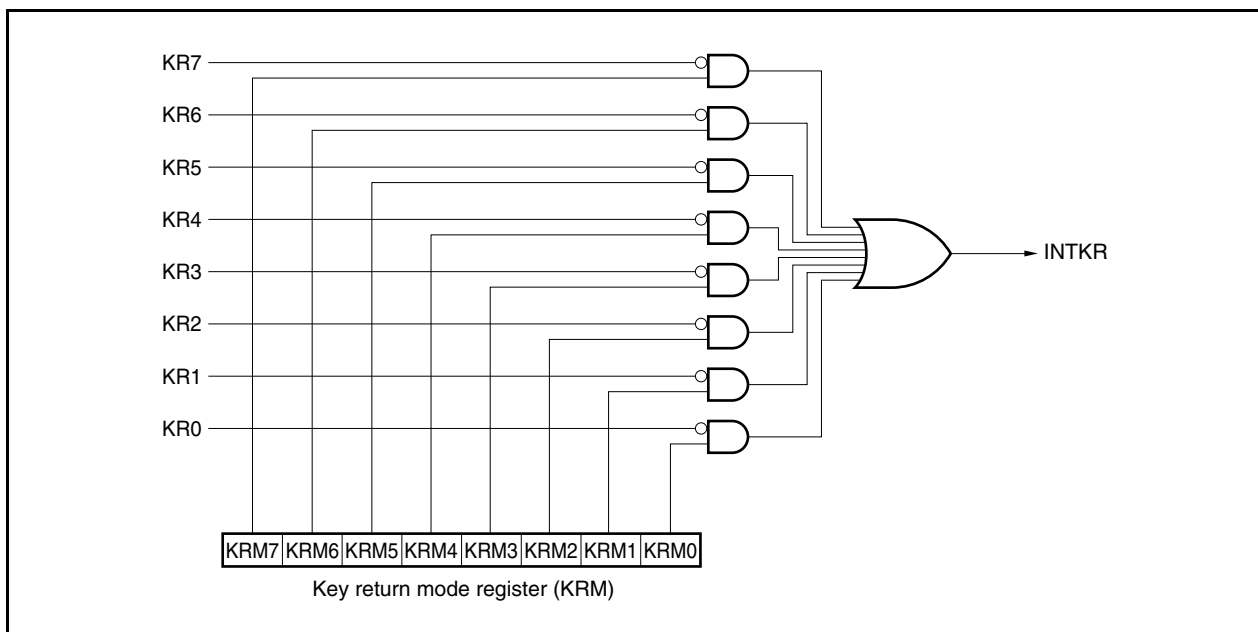 KR7
KR6
KR5
KR4
KR3
KR2
KR1
KR0
INTKR
KRM7 KRM6 KRM5 KRM4 KRM3 KRM2 KRM1 KRM0
Key return mode register (KRM)